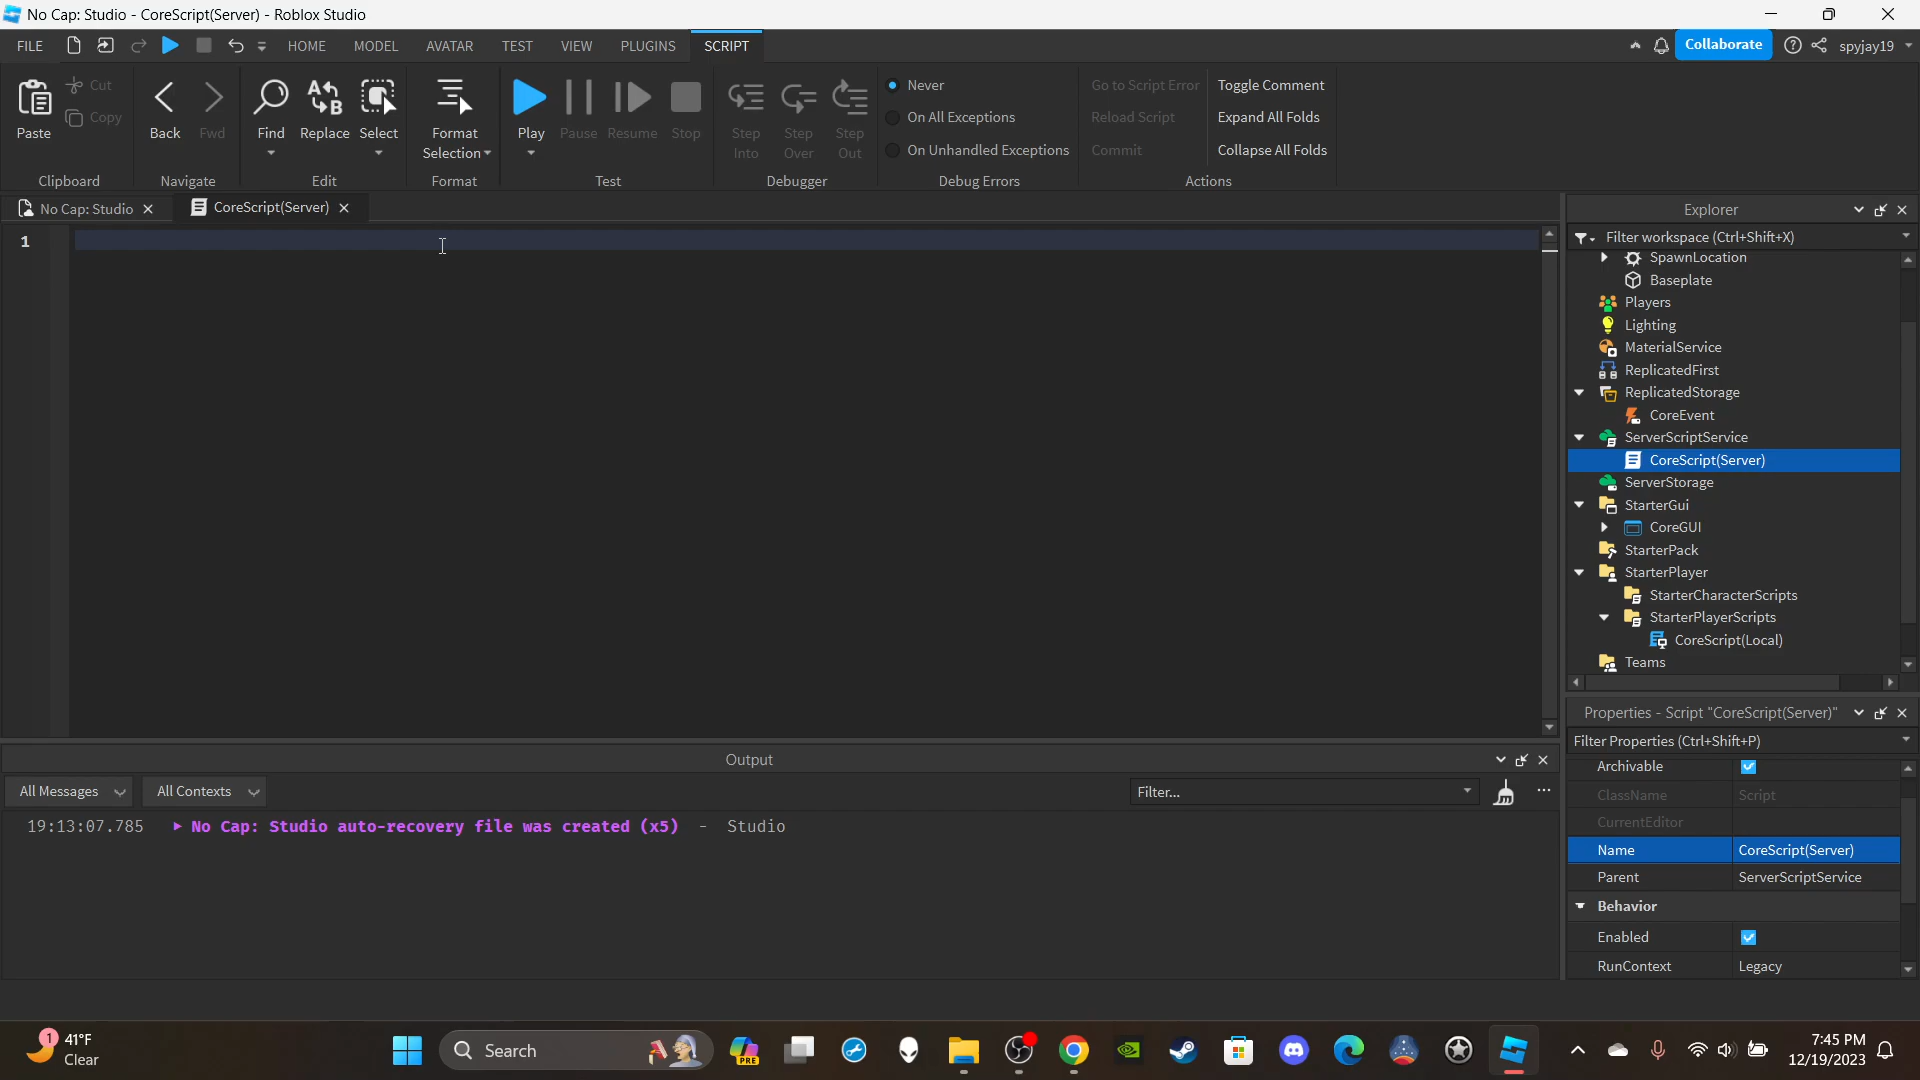 No Cap: Studio - CoreScript(Server) - Roblox Studio
FILE HOME MODEL AVATAR TEST VIEW PLUGINS SCRIPT Collaborate spyjay19
Paste
Cut
Copy
Clipboard
Back Fwd
Navigate
Find Replace Select
Edit
Format
Selection
Format
Play Pause Resume Stop
Test
Step Into
Step Over
Step Out
Debugger
Never
On All Exceptions
On Unhandled Exceptions
Debug Errors
Go to Script Error
Reload Script
Commit
Toggle Comment
Expand All Folds
Collapse All Folds
Actions
No Cap: Studio
CoreScript(Server)
1
Explorer
Filter workspace (Ctrl+Shift+X)
SpawnLocation
Baseplate
Players
Lighting
MaterialService
ReplicatedFirst
ReplicatedStorage
CoreEvent
ServerScriptService
CoreScript(Server)
ServerStorage
StarterGui
CoreGUI
StarterPack
StarterPlayer
StarterCharacterScripts
StarterPlayerScripts
CoreScript(Local)
Teams
Properties - Script "CoreScript(Server)"
Filter Properties (Ctrl+Shift+P)
Archivable
ClassName Script
CurrentEditor
Name CoreScript(Server)
Parent ServerScriptService
Behavior
Enabled
RunContext Legacy
Output
All Messages All Contexts Filter...
19:13:07.785 No Cap: Studio auto-recovery file was created (x5) - Studio
1
41°F
Clear
Search
PRE
7:45 PM
12/19/2023